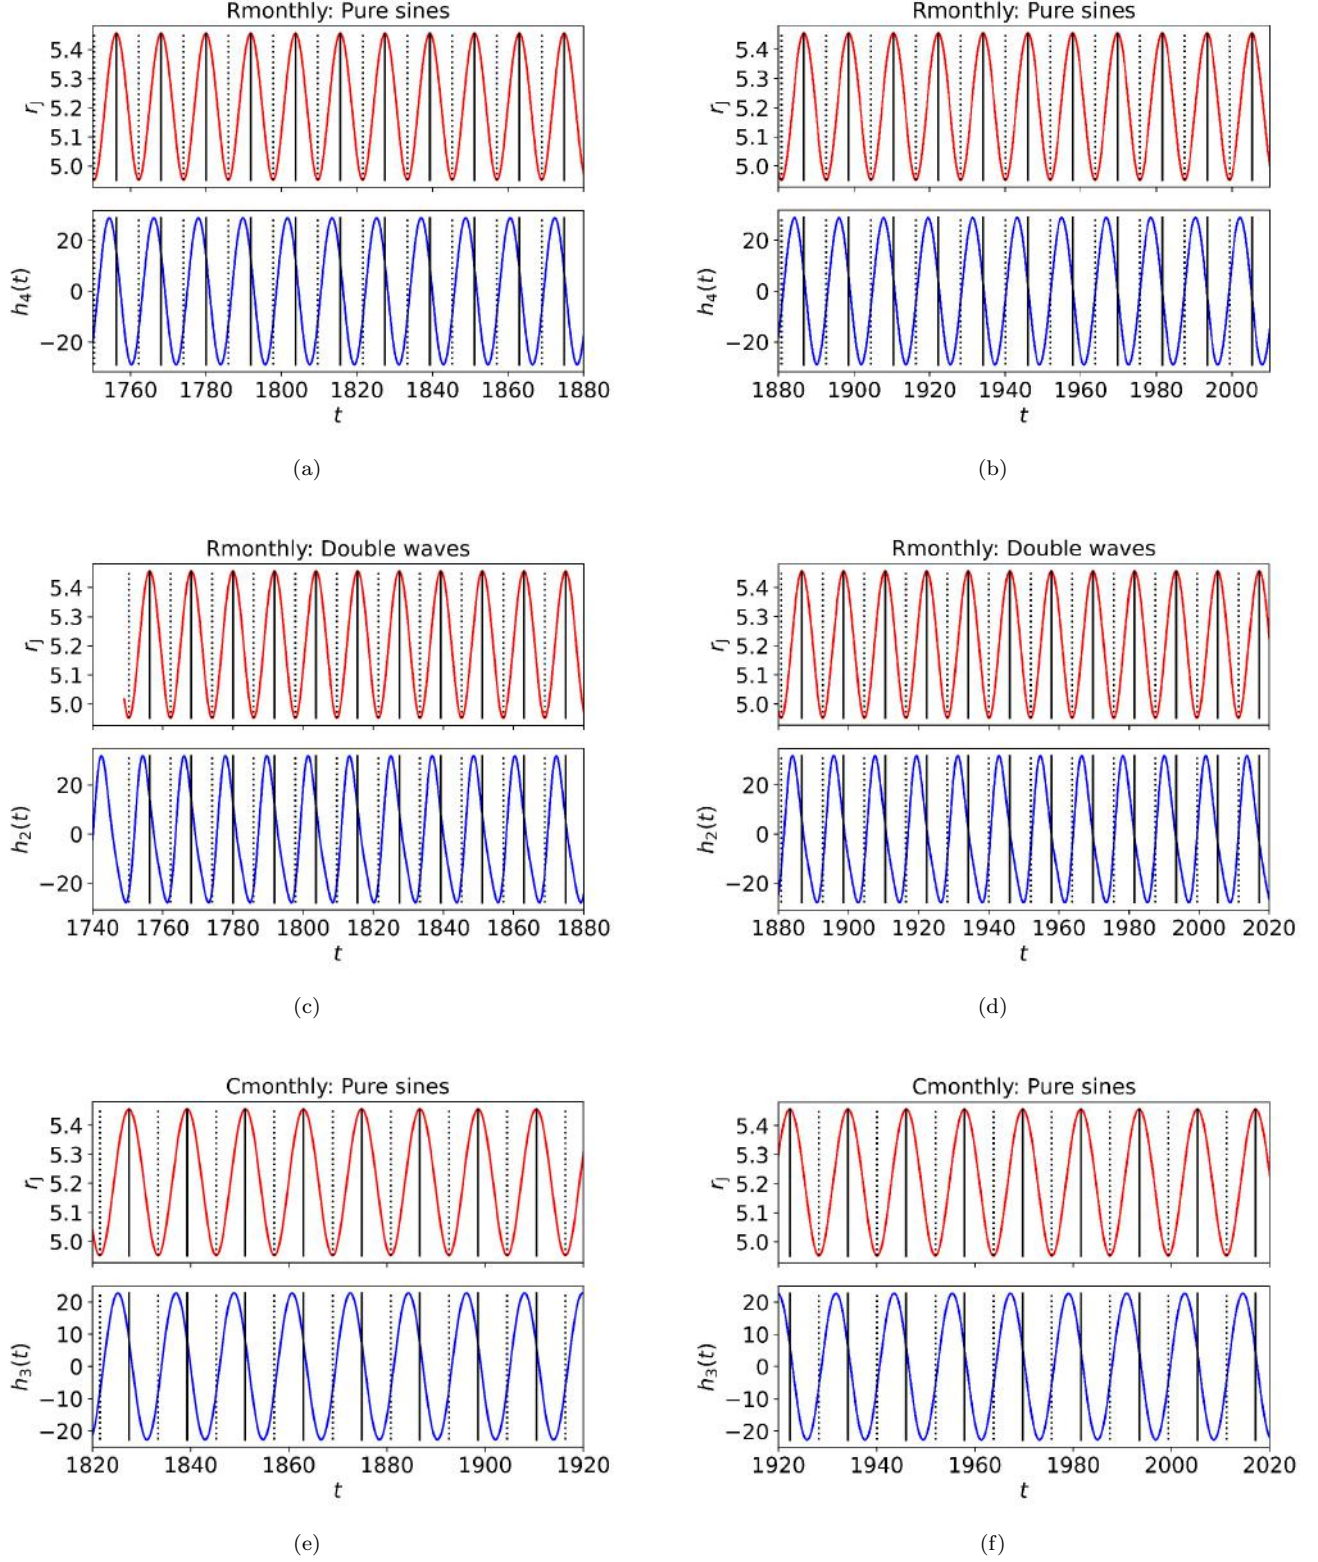 Rmonthly: Pure sines
5.4
5.3
5.2
5.1
5.0
rj
20
0
−20
h4(t)
1760 1780 1800 1820 1840 1860 1880
t
(a)
Rmonthly: Pure sines
5.4
5.3
5.2
5.1
5.0
rj
20
0
−20
h4(t)
1880 1900 1920 1940 1960 1980 2000
t
(b)
Rmonthly: Double waves
5.4
5.3
5.2
5.1
5.0
rj
20
0
−20
h2(t)
1740 1760 1780 1800 1820 1840 1860 1880
t
(c)
Rmonthly: Double waves
5.4
5.3
5.2
5.1
5.0
rj
20
0
−20
h2(t)
1880 1900 1920 1940 1960 1980 2000 2020
t
(d)
Cmonthly: Pure sines
5.4
5.3
5.2
5.1
5.0
rj
20
10
0
−10
−20
h3(t)
1820 1840 1860 1880 1900 1920
t
(e)
Cmonthly: Pure sines
5.4
5.3
5.2
5.1
5.0
rj
20
10
0
−10
−20
h3(t)
1920 1940 1960 1980 2000 2020
t
(f)